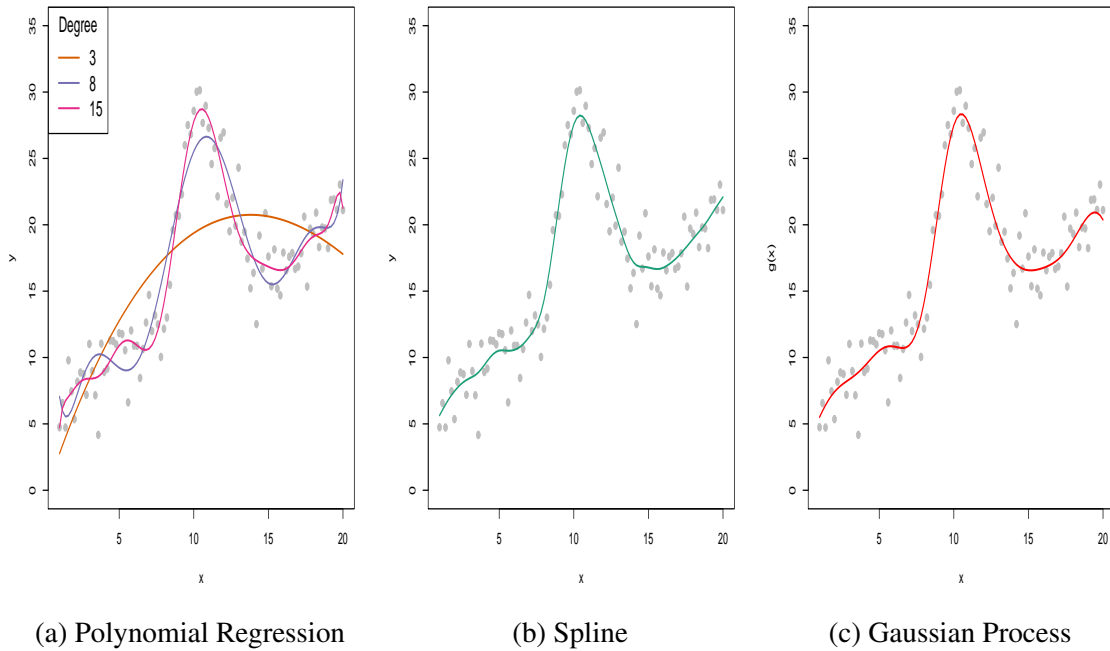 Degree
3
8
15
y
0 5 10 15 20 25 30 35
5 10 15 20
x
(a) Polynomial Regression
y
0 5 10 15 20 25 30 35
5 10 15 20
x
(b) Spline
g(x)
0 5 10 15 20 25 30 35
5 10 15 20
x
(c) Gaussian Process